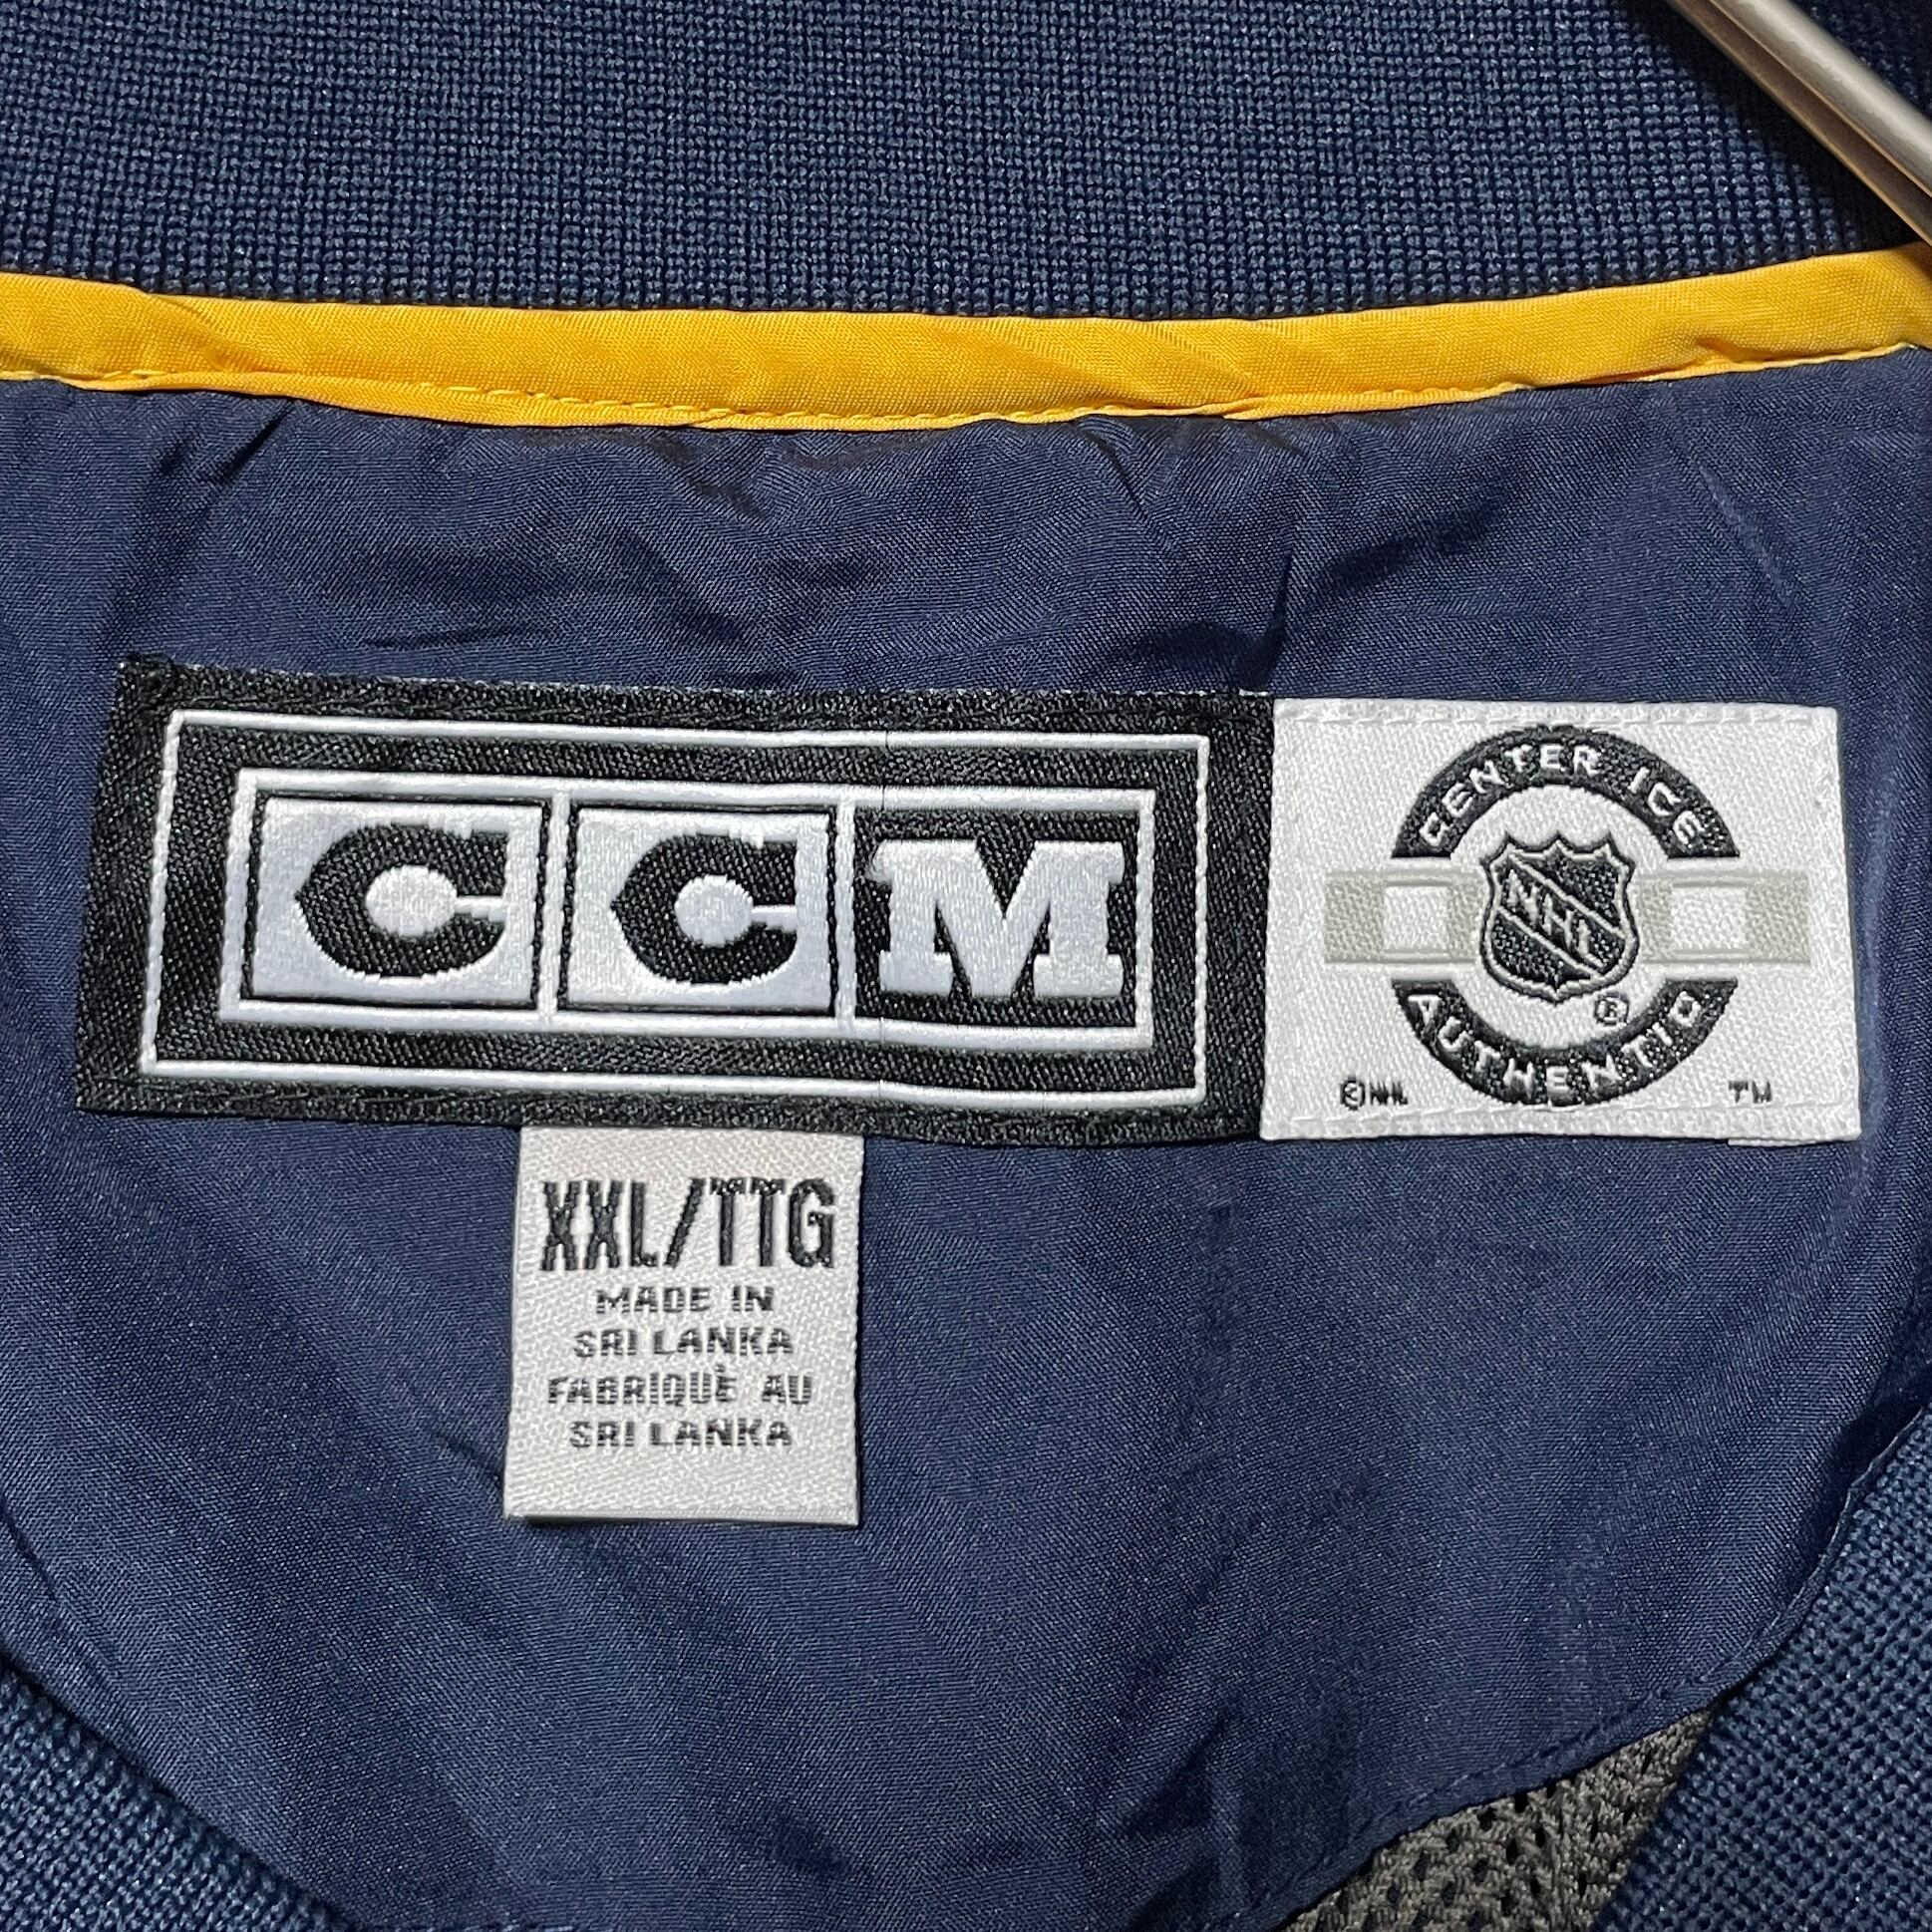 CCM
CENTER ICE
NHL
®
AUTHENTIC
©NHL
TM
XXL/TTG
MADE IN
SRI LANKA
FABRIQUÈ AU
SRI LANKA